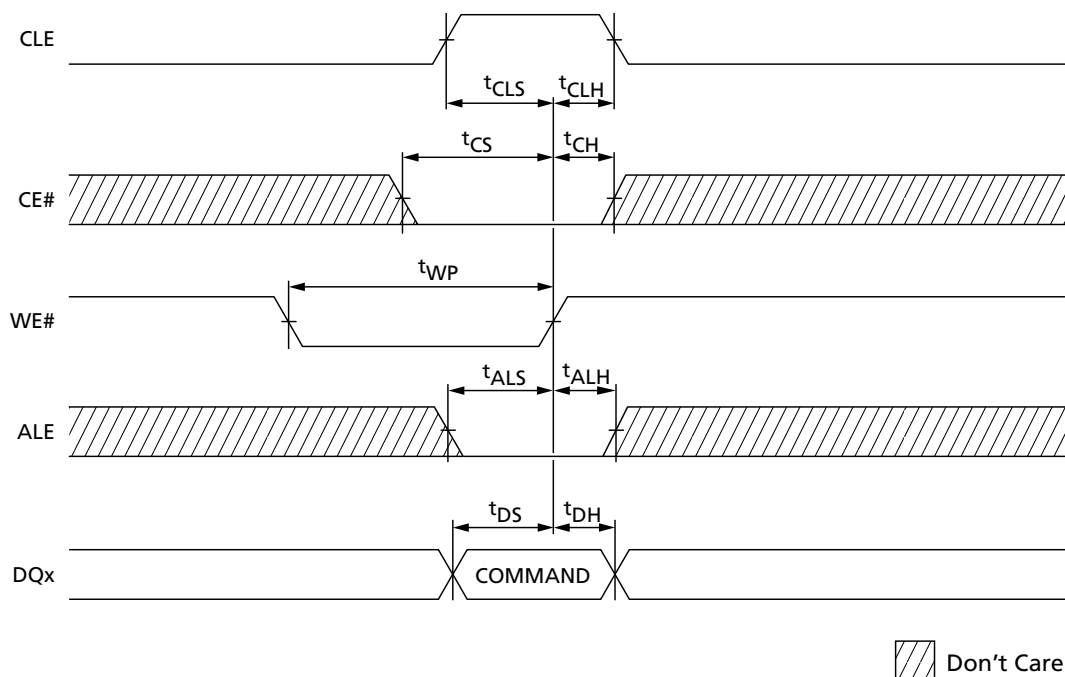 CLE
tCLS
tCLH
tCS
tCH
CE#
tWP
WE#
tALS
tALH
ALE
tDS
tDH
DQx
COMMAND
Don't Care